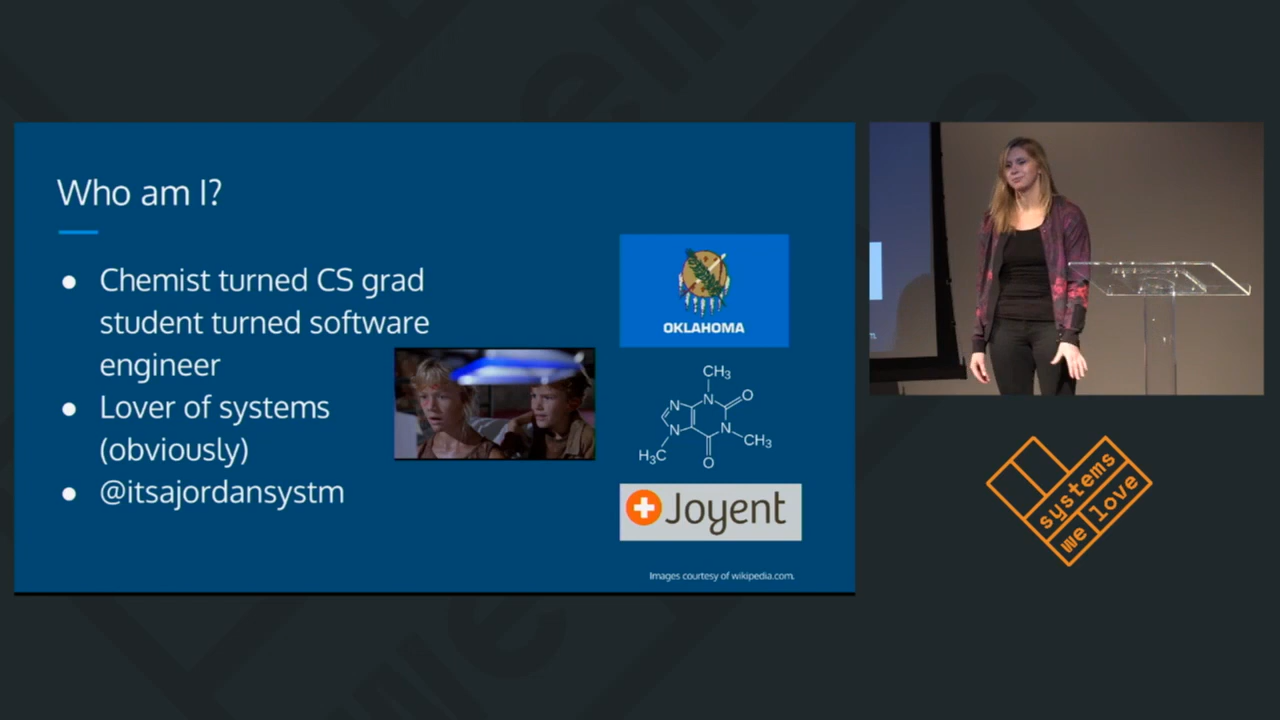 Who am I?
● Chemist turned CS grad
student turned software
engineer
● Lover of systems
(obviously)
● @itsajordansystm
OKLAHOMA
CH₃
N
N
O
N
N
CH₃
H₃C
O
Joyent
Images courtesy of wikipedia.com.
systems
we love